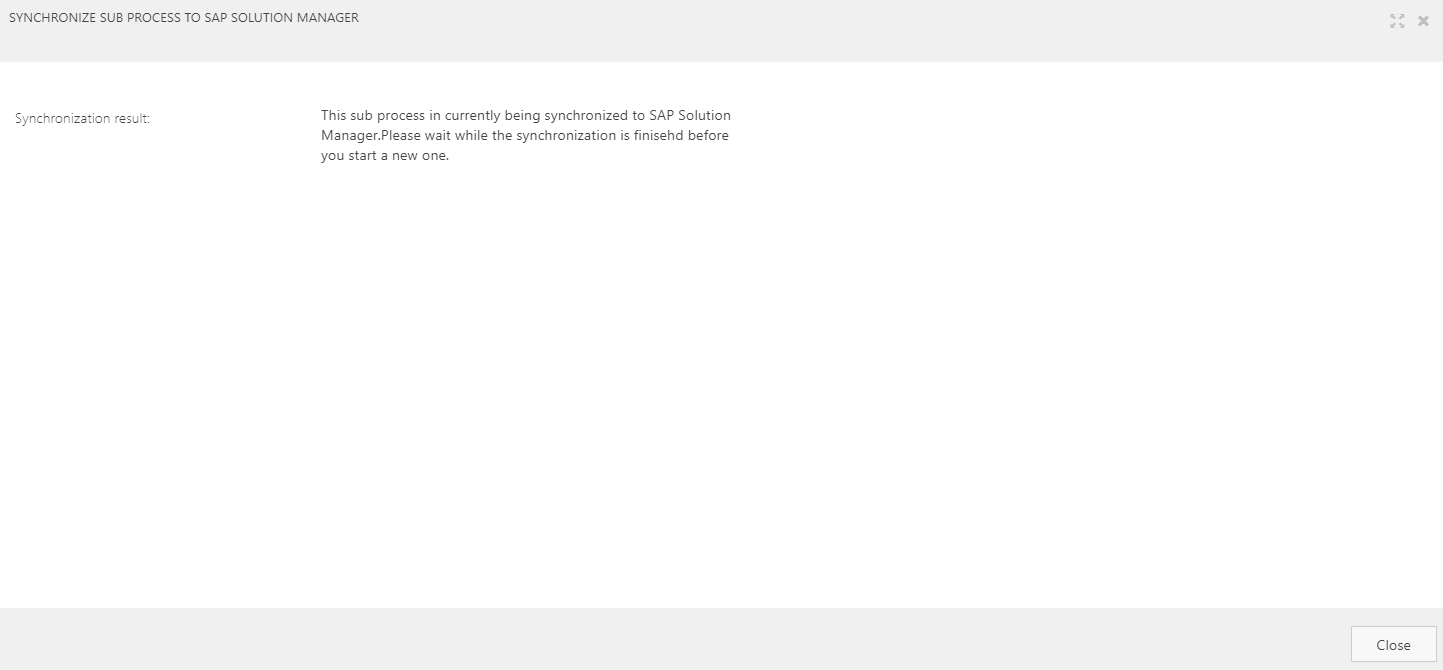 SYNCHRONIZE SUB PROCESS TO SAP SOLUTION MANAGER
Synchronization result:
This sub process in currently being synchronized to SAP Solution
Manager.Please wait while the synchronization is finisehd before
you start a new one.
Close